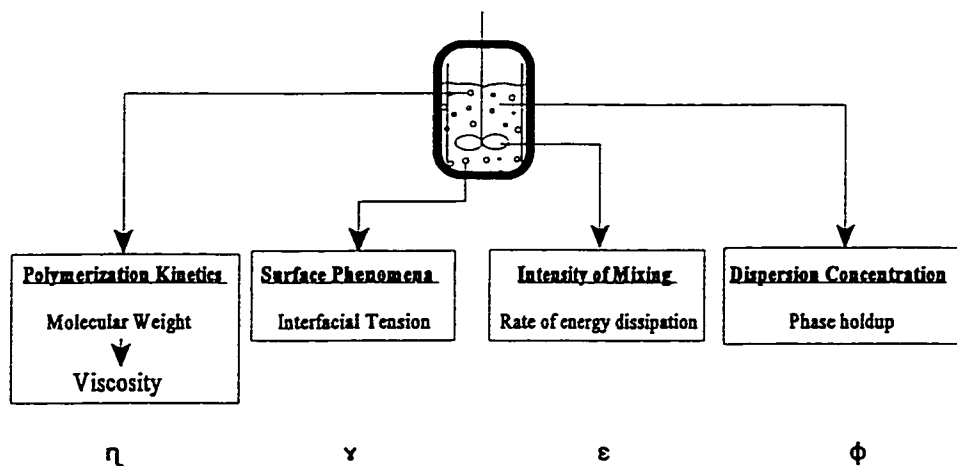 Polymerization Kinetics
Molecular Weight
Viscosity
Surface Phenomena
Interfacial Tension
Intensity of Mixing
Rate of energy dissipation
Dispersion Concentration
Phase holdup
η γ ε φ